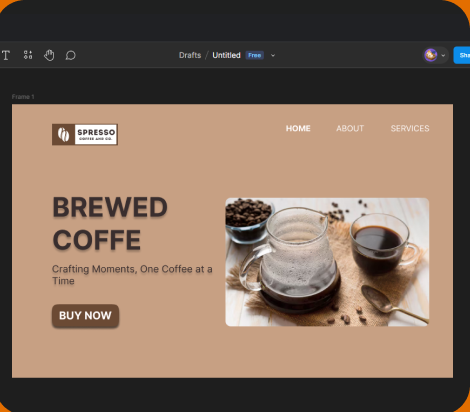 T
Drafts / Untitled Free
Sha
Frame 1
SPRESSO
COFFEE AND CO.
HOME ABOUT SERVICES
BREWED
COFFE
Crafting Moments, One Coffee at a
Time
BUY NOW